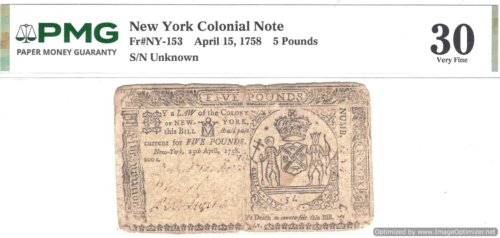 PMG
PAPER MONEY GUARANTY
New York Colonial Note
Fr#NY-153 April 15, 1758 5 Pounds
S/N Unknown
30
Very Fine
FIVE POUNDS
NUMB.
BY a LAW of the COLONY
of NEW-YORK,
this BILL shall pass
current for FIVE POUNDS.
New-York, 15th April, 1758.
5 L.
'Tis Death to counterfeit this Bill.
Optimized by www.ImageOptimizer.net